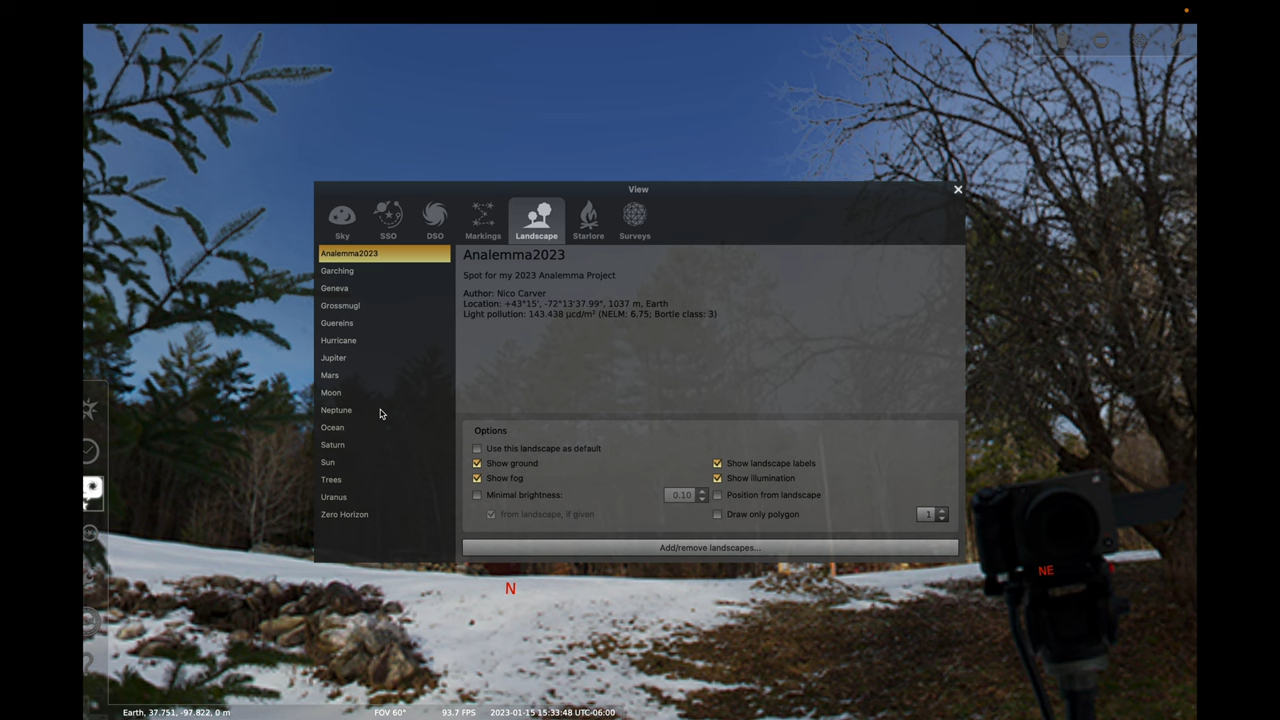 View
Sky SSO DSO Markings Landscape Starlore Surveys
Analemma2023
Garching
Geneva
Grossmugl
Guereins
Hurricane
Jupiter
Mars
Moon
Neptune
Ocean
Saturn
Sun
Trees
Uranus
Zero Horizon
Analemma2023
Spot for my 2023 Analemma Project
Author: Nico Carver
Location: +43°15', -72°13'37.99", 1037 m, Earth
Light pollution: 143.438 µcd/m² (NELM: 6.75; Bortle class: 3)
Options
Use this landscape as default
Show ground
Show landscape labels
Show fog
Show illumination
Minimal brightness: 0.10
Position from landscape
from landscape, if given
Draw only polygon 1
Add/remove landscapes...
NE
N
Earth, 37.751, -97.822, 0 m FOV 60° 93.7 FPS 2023-01-15 15:33:48 UTC-06:00